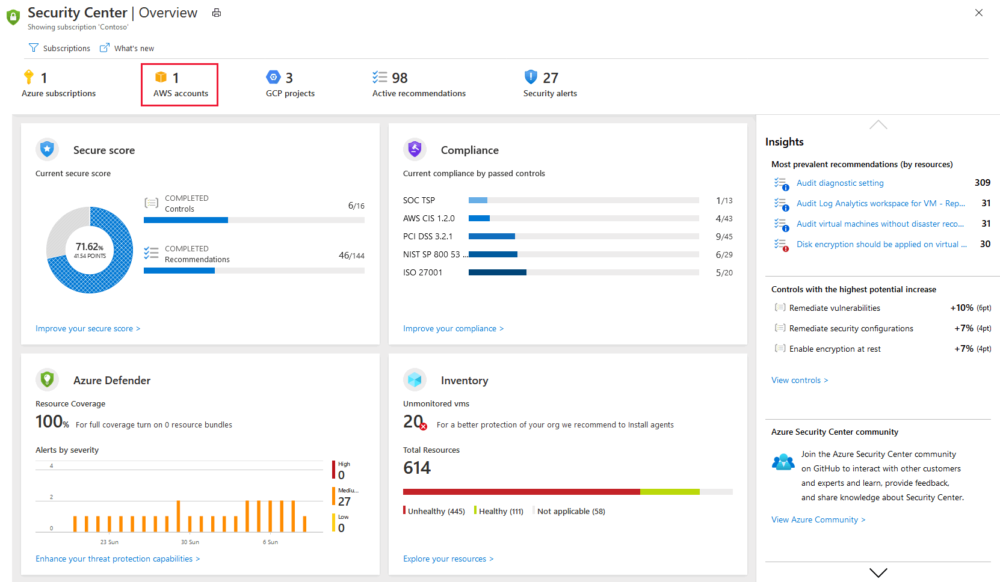 Security Center | Overview
Showing subscription 'Contoso'
Subscriptions
What's new
1
Azure subscriptions
1
AWS accounts
3
GCP projects
98
Active recommendations
27
Security alerts
Secure score
Current secure score
71.62%
41.54 POINTS
COMPLETED
Controls
6/16
COMPLETED
Recommendations
46/144
Improve your secure score >
Compliance
Current compliance by passed controls
SOC TSP
1/13
AWS CIS 1.2.0
4/43
PCI DSS 3.2.1
9/45
NIST SP 800 53 ...
6/29
ISO 27001
5/20
Improve your compliance >
Azure Defender
Resource Coverage
100% For full coverage turn on 0 resource bundles
Alerts by severity
4
2
0
23 Sun
30 Sun
6 Sun
High
0
Mediu...
27
Low
0
Enhance your threat protection capabilities >
Inventory
Unmonitored vms
20 For a better protection of your org we recommend to Install agents
Total Resources
614
Unhealthy (445)
Healthy (111)
Not applicable (58)
Explore your resources >
Insights
Most prevalent recommendations (by resources)
Audit diagnostic setting 309
Audit Log Analytics workspace for VM - Rep... 31
Audit virtual machines without disaster reco... 31
Disk encryption should be applied on virtual ... 30
Controls with the highest potential increase
Remediate vulnerabilities +10% (6pt)
Remediate security configurations +7% (4pt)
Enable encryption at rest +7% (4pt)
View controls >
Azure Security Center community
Join the Azure Security Center community
on GitHub to interact with other customers
and experts and learn, provide feedback,
and share knowledge about Security Center.
View Azure Community >